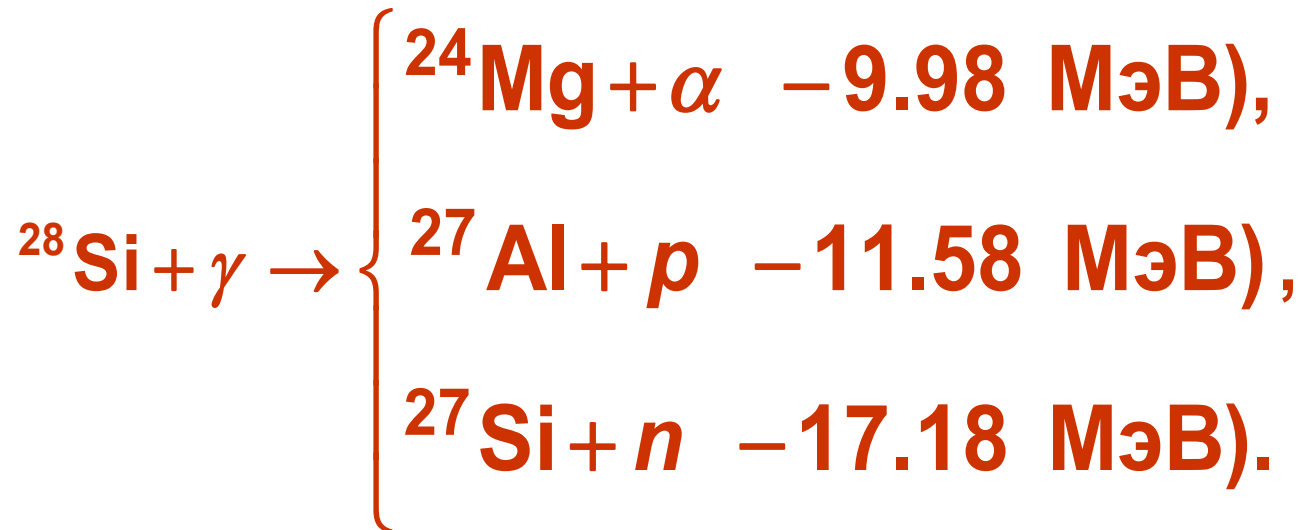 ²⁴Mg + α −9.98 МэВ),
²⁸Si + γ → { ²⁷Al + p −11.58 МэВ),
²⁷Si + n −17.18 МэВ).